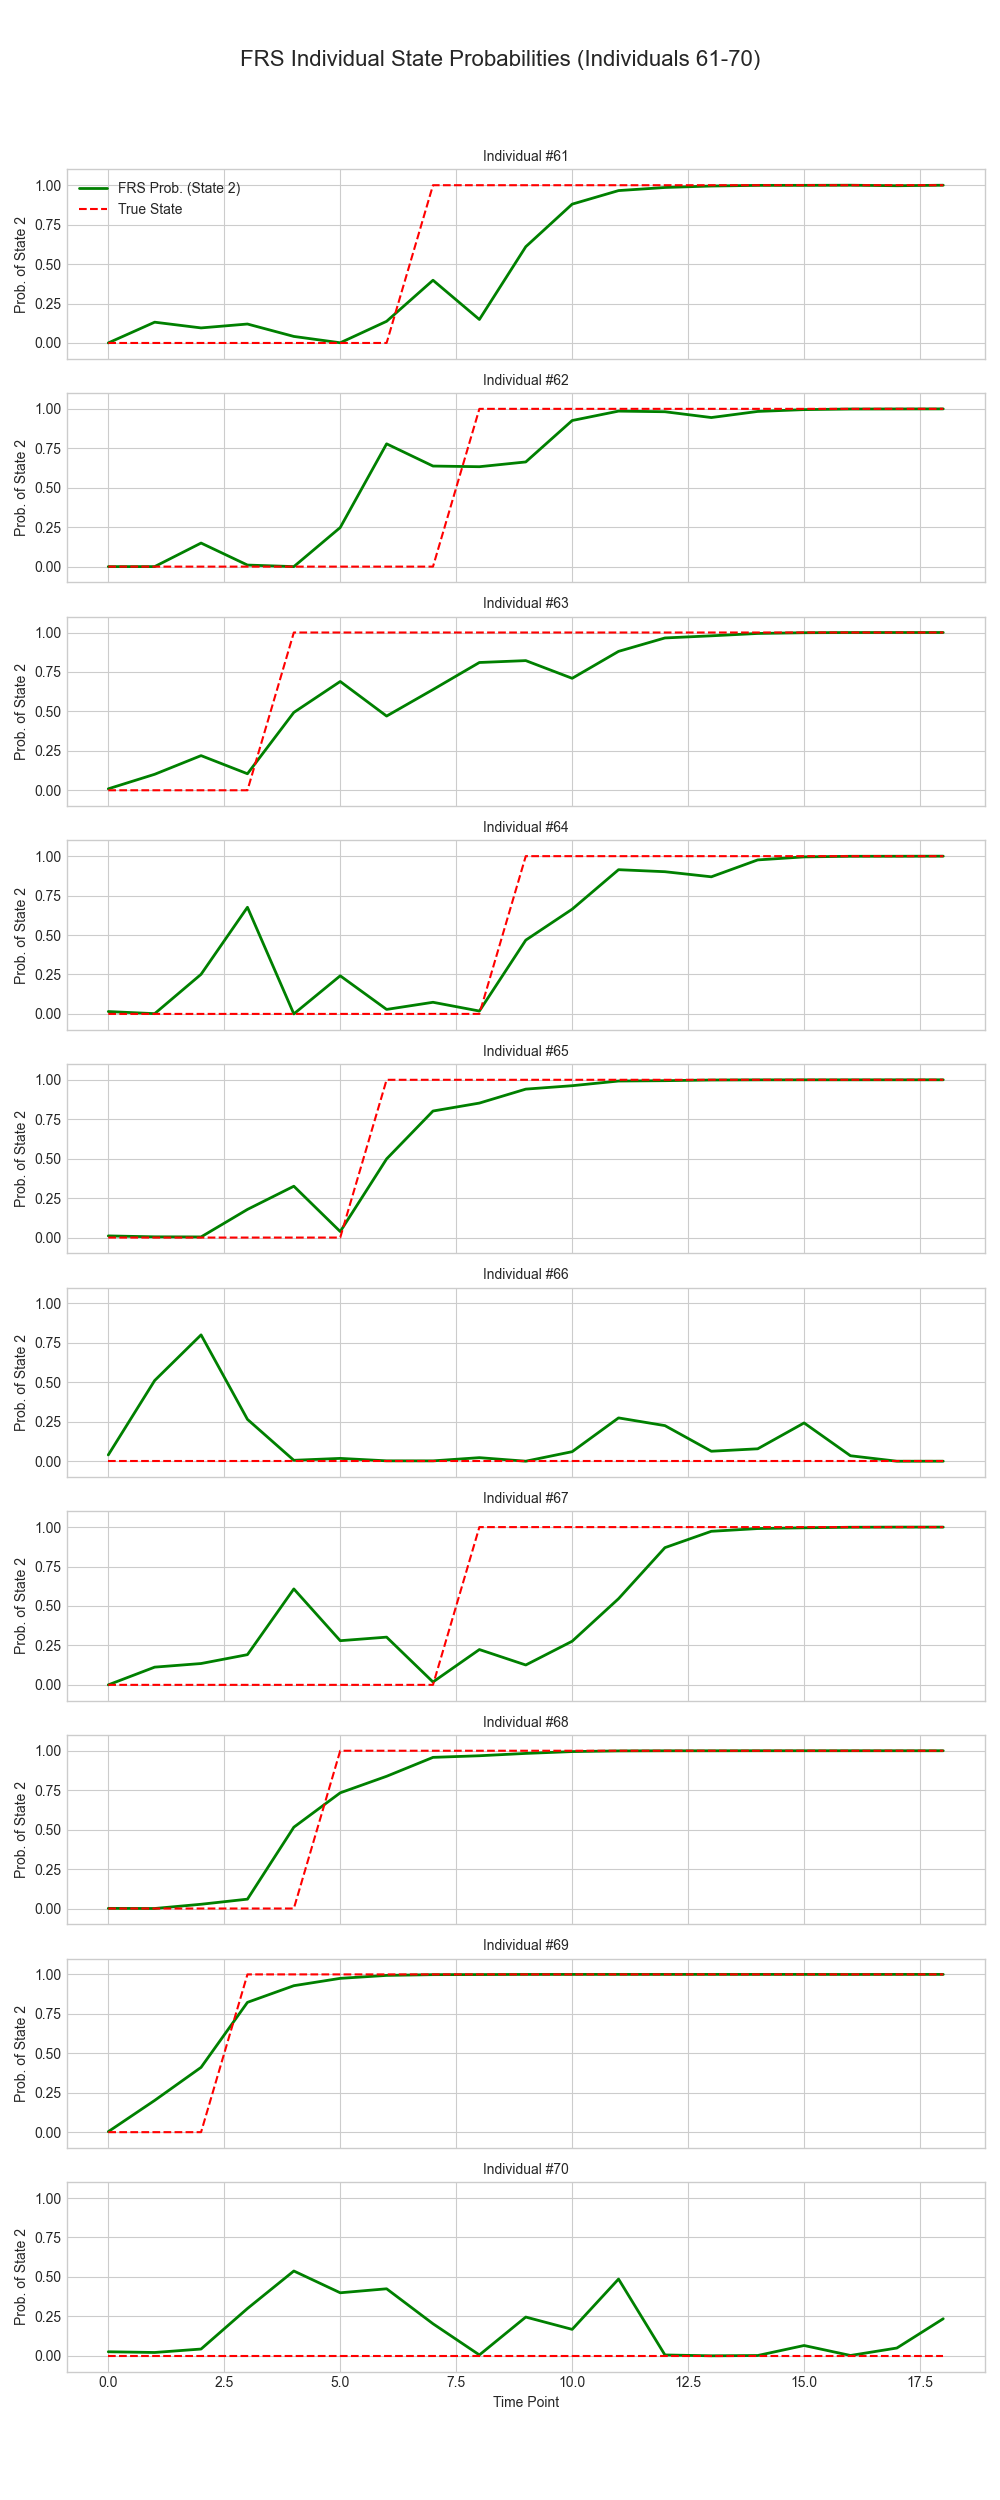 FRS Individual State Probabilities (Individuals 61-70)
Individual #61
FRS Prob. (State 2)
True State
1.00
0.75
0.50
0.25
0.00
Prob. of State 2
Individual #62
1.00
0.75
0.50
0.25
0.00
Prob. of State 2
Individual #63
1.00
0.75
0.50
0.25
0.00
Prob. of State 2
Individual #64
1.00
0.75
0.50
0.25
0.00
Prob. of State 2
Individual #65
1.00
0.75
0.50
0.25
0.00
Prob. of State 2
Individual #66
1.00
0.75
0.50
0.25
0.00
Prob. of State 2
Individual #67
1.00
0.75
0.50
0.25
0.00
Prob. of State 2
Individual #68
1.00
0.75
0.50
0.25
0.00
Prob. of State 2
Individual #69
1.00
0.75
0.50
0.25
0.00
Prob. of State 2
Individual #70
1.00
0.75
0.50
0.25
0.00
Prob. of State 2
0.0 2.5 5.0 7.5 10.0 12.5 15.0 17.5
Time Point